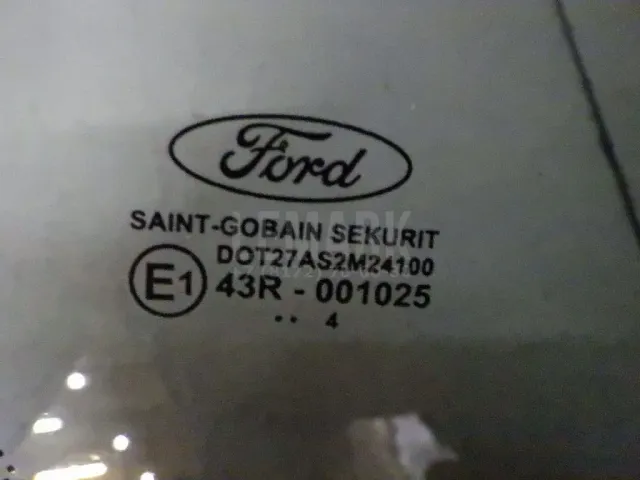 Ford
SAINT-GOBAIN SEKURIT
DOT27AS2M24100
E1 43R - 001025
.. 4